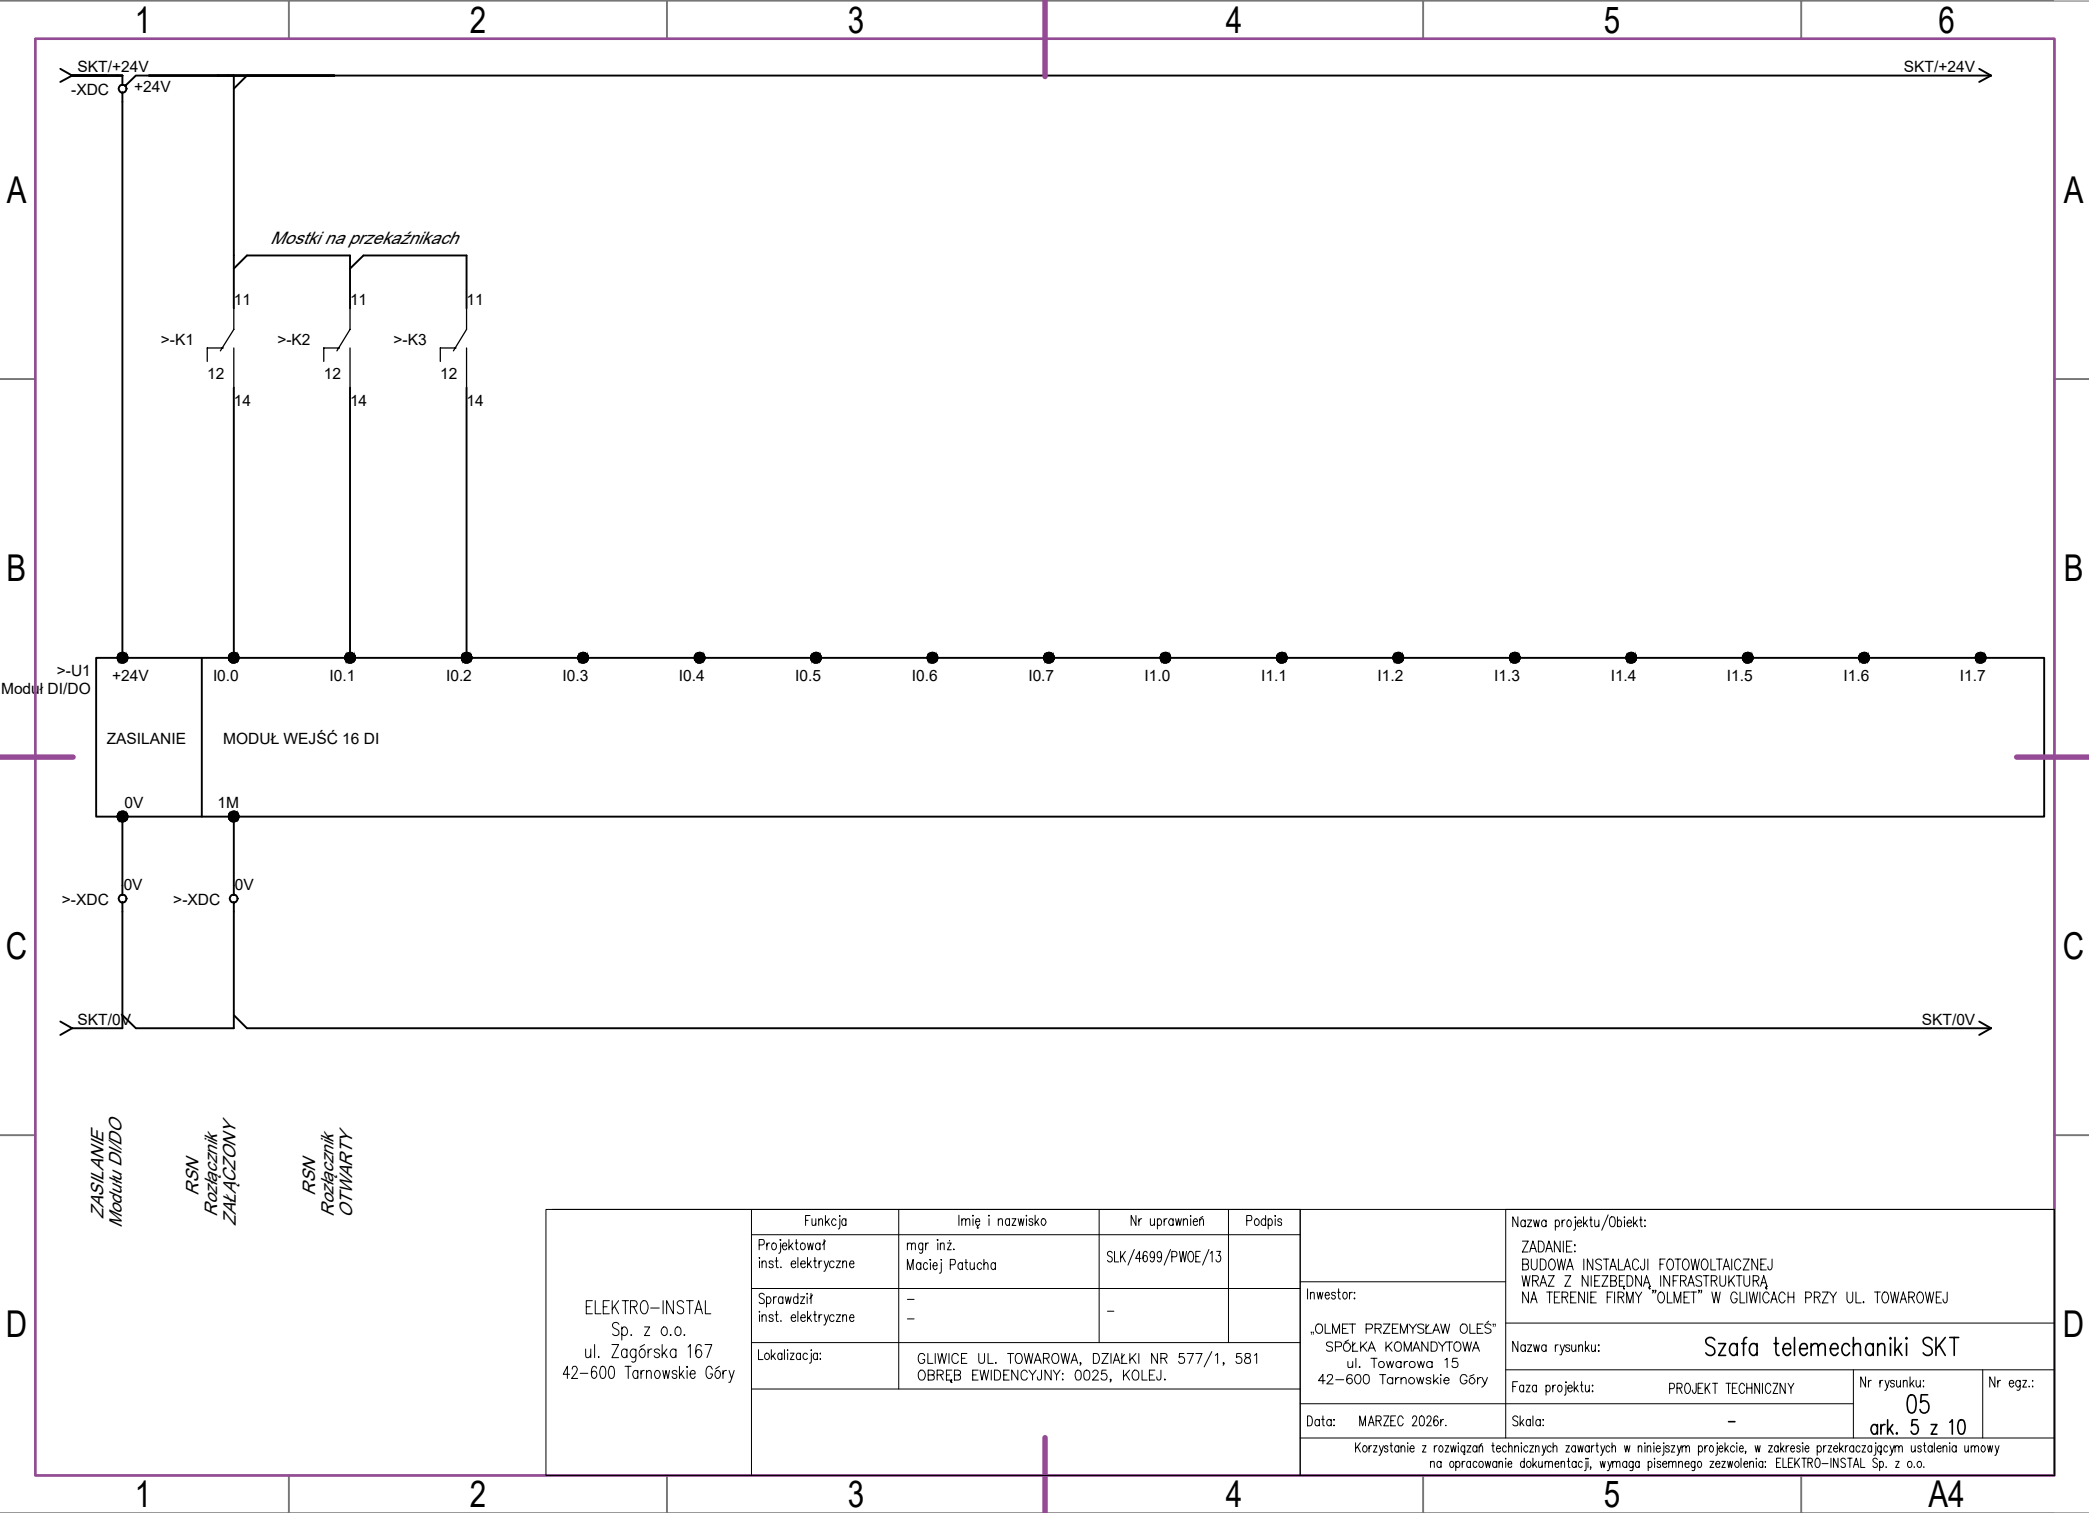 1 2 3 4 5 6
SKT/+24V
SKT/+24V
-XDC +24V
A A
Mostki na przekaźnikach
11 11 11
>-K1 >-K2 >-K3
12 12 12
14 14 14
B B
>-U1
Moduł DI/DO
+24V I0.0 I0.1 I0.2 I0.3 I0.4 I0.5 I0.6 I0.7 I1.0 I1.1 I1.2 I1.3 I1.4 I1.5 I1.6 I1.7
ZASILANIE MODUŁ WEJŚĆ 16 DI
0V 1M
0V 0V
>-XDC >-XDC
C C
SKT/0V
SKT/0V
ZASILANIE
Modułu DI/DO
RSN
Rozłącznik
ZAŁĄCZONY
RSN
Rozłącznik
OTWARTY
D D
ELEKTRO-INSTAL
Sp. z o.o.
ul. Zagórska 167
42-600 Tarnowskie Góry
Funkcja Imię i nazwisko Nr uprawnień Podpis
Projektował
inst. elektryczne
mgr inż.
Maciej Patucha
SLK/4699/PWOE/13
Sprawdził
inst. elektryczne
-
-
-
Lokalizacja:
GLIWICE UL. TOWAROWA, DZIAŁKI NR 577/1, 581
OBRĘB EWIDENCYJNY: 0025, KOLEJ.
Inwestor:
„OLMET PRZEMYSŁAW OLEŚ"
SPÓŁKA KOMANDYTOWA
ul. Towarowa 15
42-600 Tarnowskie Góry
Data: MARZEC 2026r.
Nazwa projektu/Obiekt:
ZADANIE:
BUDOWA INSTALACJI FOTOWOLTAICZNEJ
WRAZ Z NIEZBĘDNĄ INFRASTRUKTURĄ
NA TERENIE FIRMY "OLMET" W GLIWICACH PRZY UL. TOWAROWEJ
Nazwa rysunku: Szafa telemechaniki SKT
Faza projektu: PROJEKT TECHNICZNY
Skala: -
Nr rysunku:
05
ark. 5 z 10
Nr egz.:
Korzystanie z rozwiązań technicznych zawartych w niniejszym projekcie, w zakresie przekraczającym ustalenia umowy
na opracowanie dokumentacji, wymaga pisemnego zezwolenia: ELEKTRO-INSTAL Sp. z o.o.
1 2 3 4 5 A4